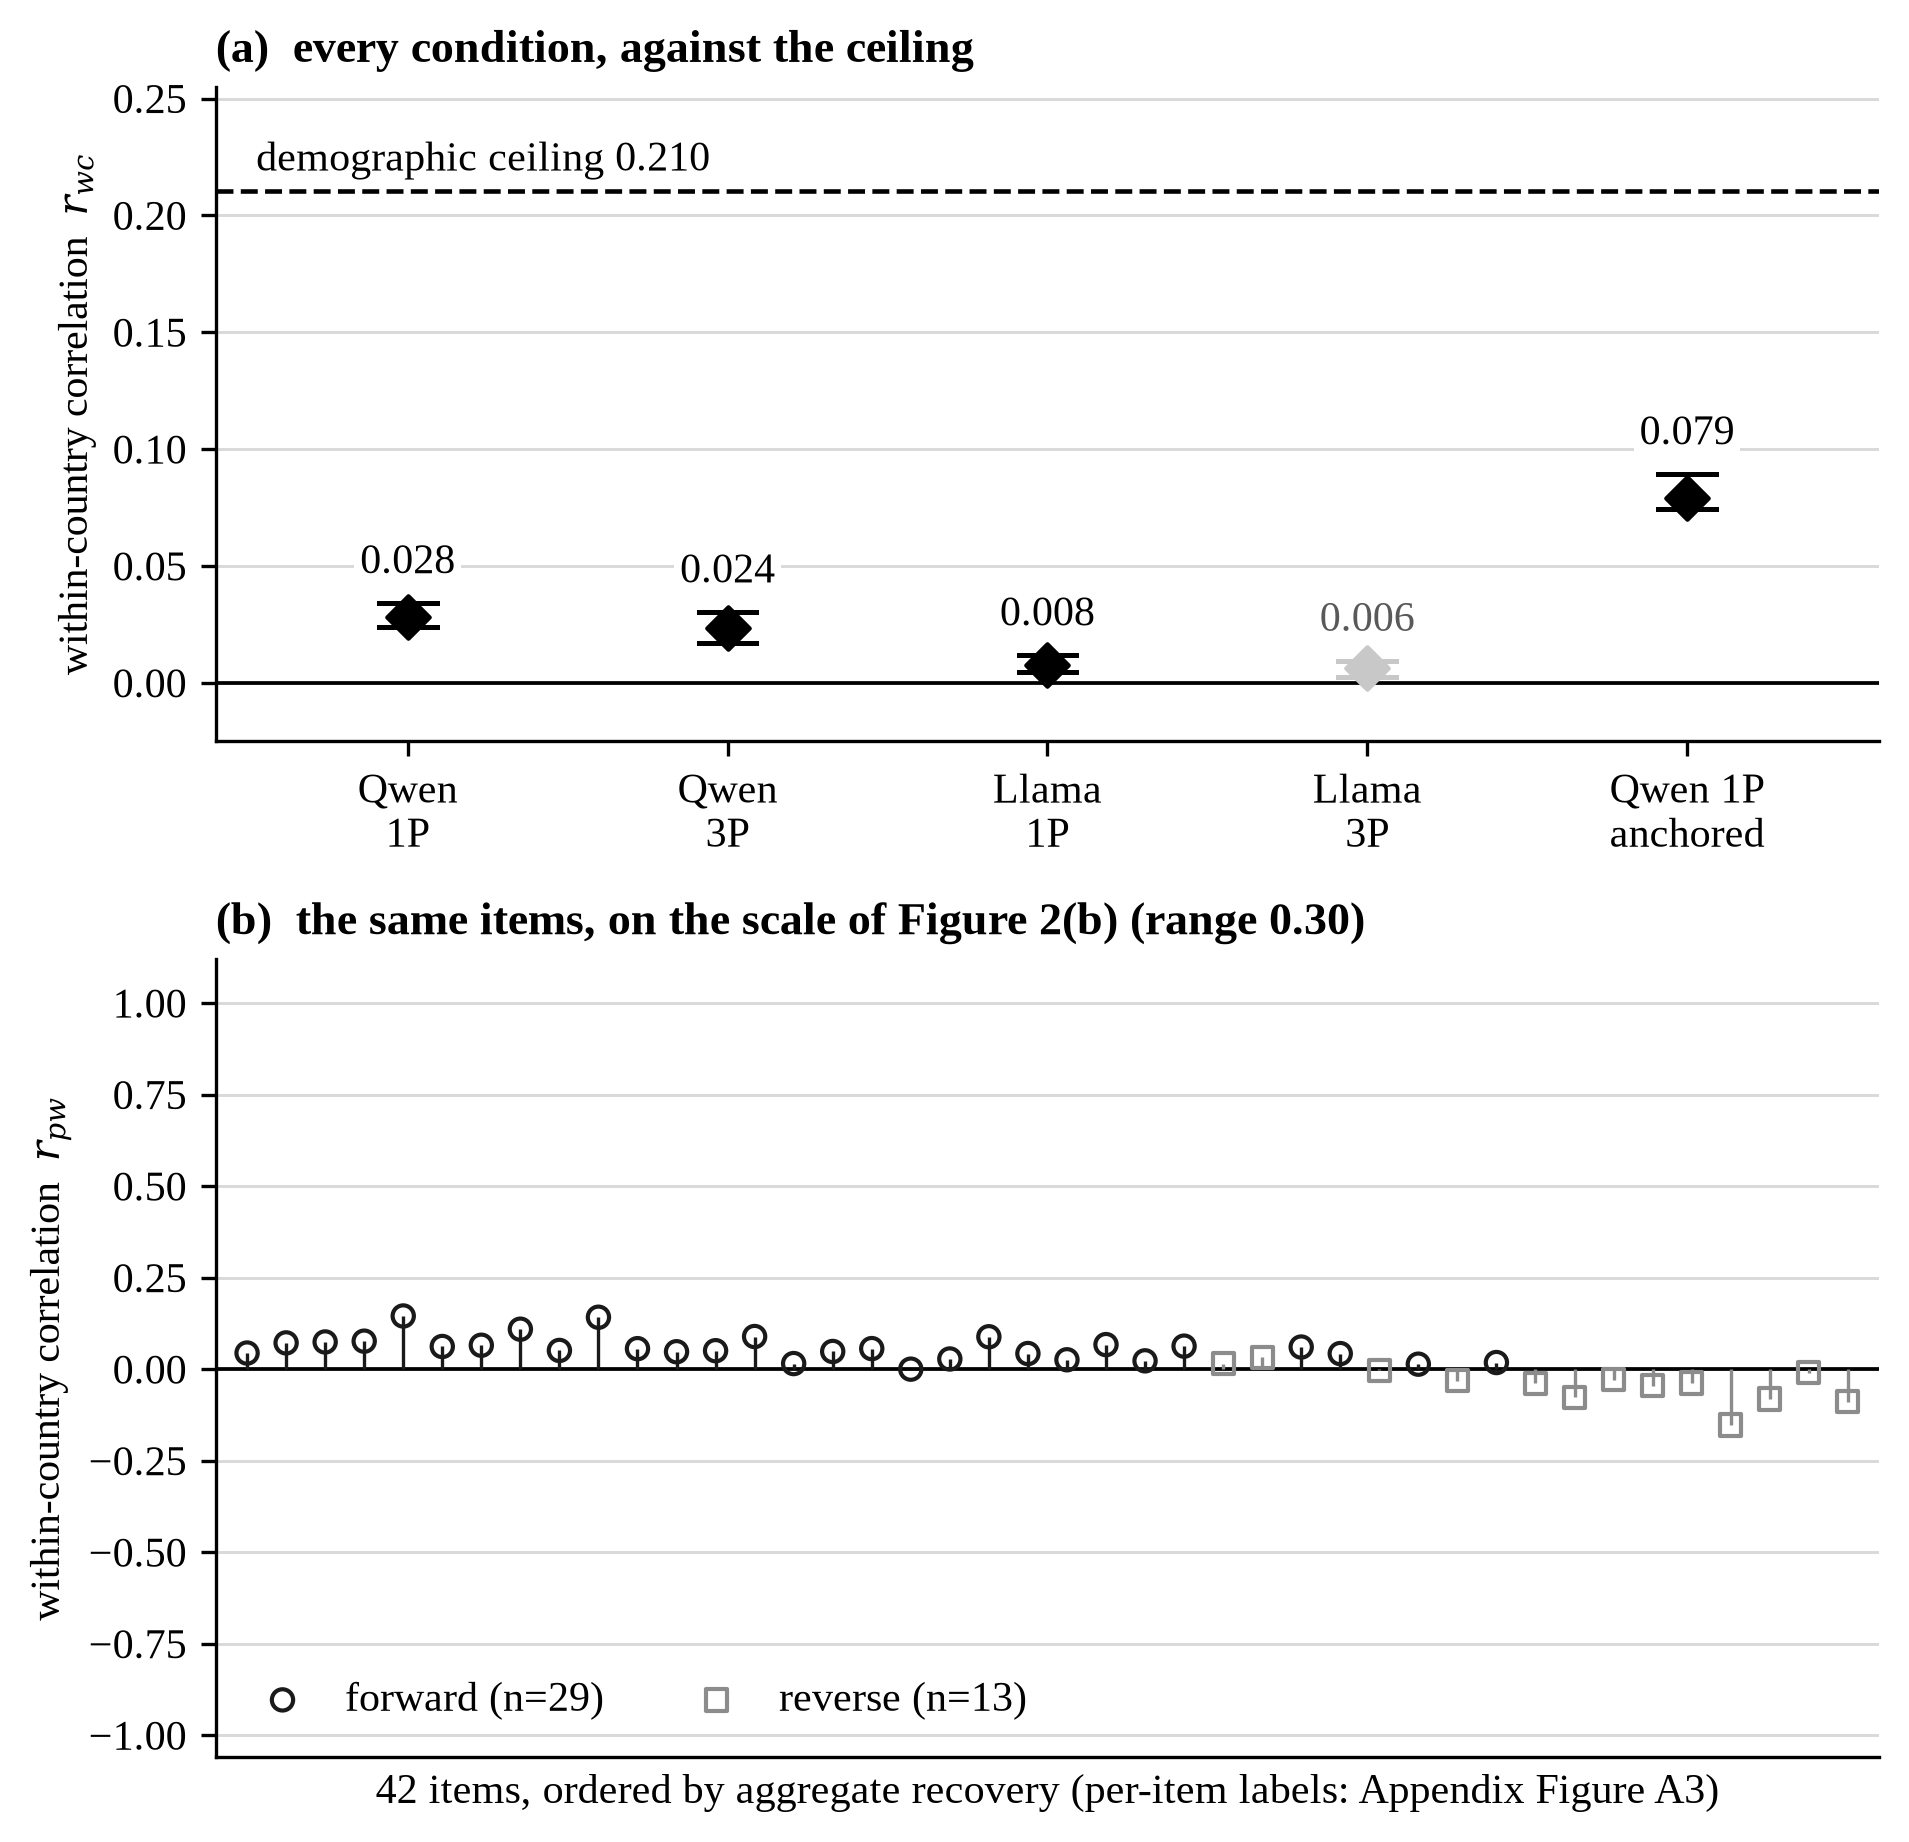 (a) every condition, against the ceiling
within-country correlation r_wc
0.25
0.20
0.15
0.10
0.05
0.00
demographic ceiling 0.210
0.028
0.024
0.008
0.006
0.079
Qwen
1P
Qwen
3P
Llama
1P
Llama
3P
Qwen 1P
anchored
(b) the same items, on the scale of Figure 2(b) (range 0.30)
within-country correlation r_pw
1.00
0.75
0.50
0.25
0.00
−0.25
−0.50
−0.75
−1.00
forward (n=29)
reverse (n=13)
42 items, ordered by aggregate recovery (per-item labels: Appendix Figure A3)